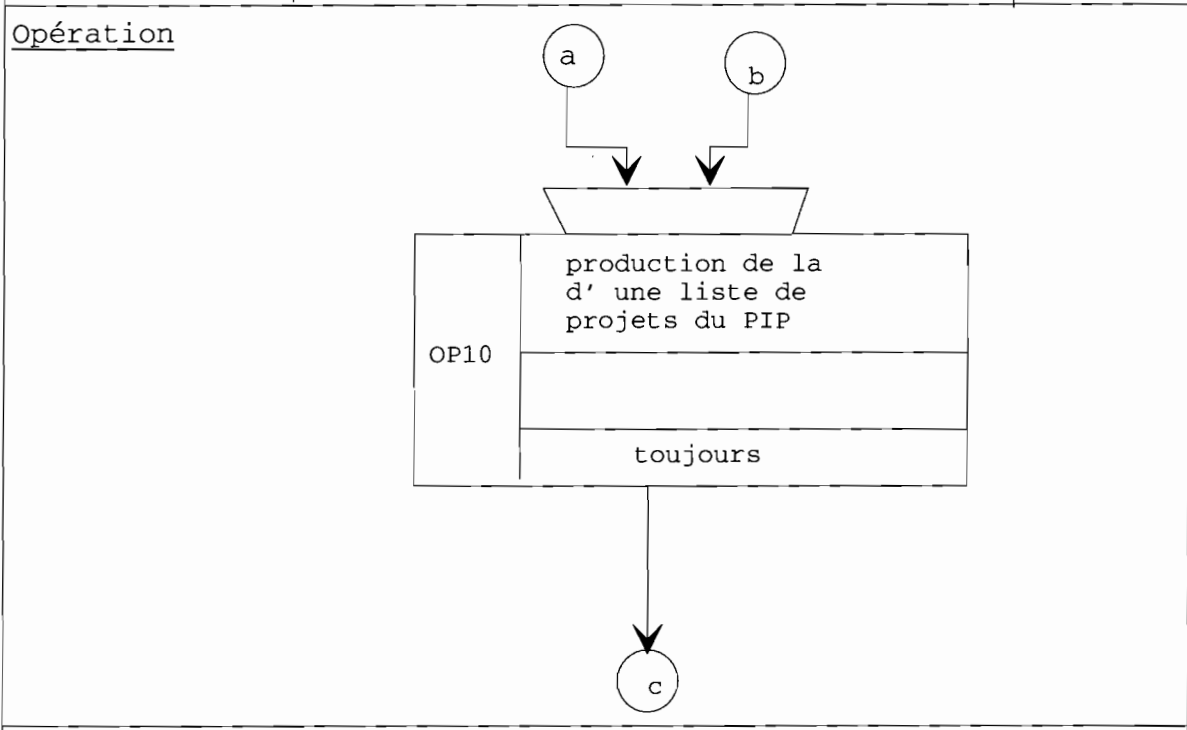 Opération
a
b
production de la
d' une liste de
projets du PIP
OP10
toujours
c